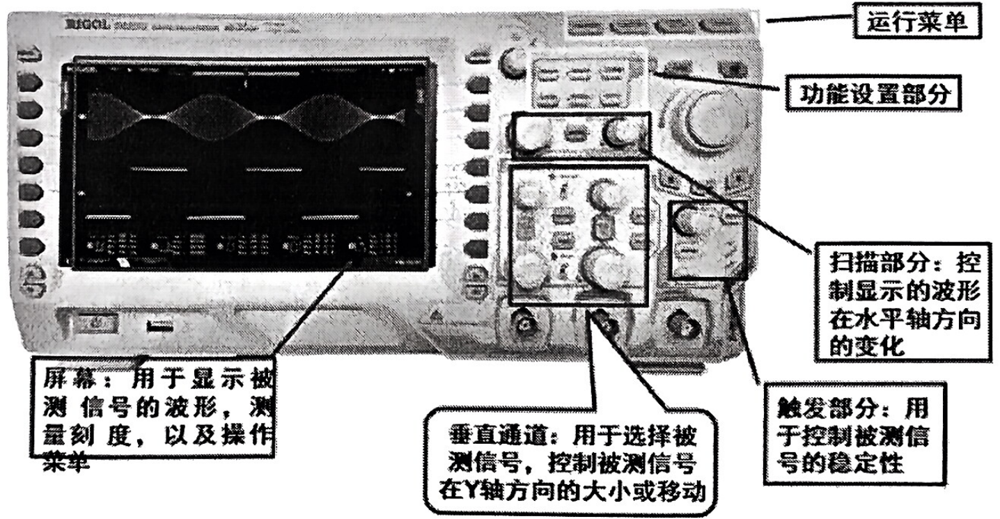 RIGOL
运行菜单
功能设置部分
扫描部分：控
制显示的波形
在水平轴方向
的变化
屏幕：用于显示被
测 信号的波形，测
量刻 度，以及操作
菜单
垂直通道：用于选择被
测信号，控制被测信号
在Y轴方向的大小或移动
触发部分：用
于控制被测信
号的稳定性